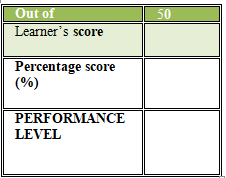 Out of 50
Learner's score
Percentage score
(%)
PERFORMANCE
LEVEL